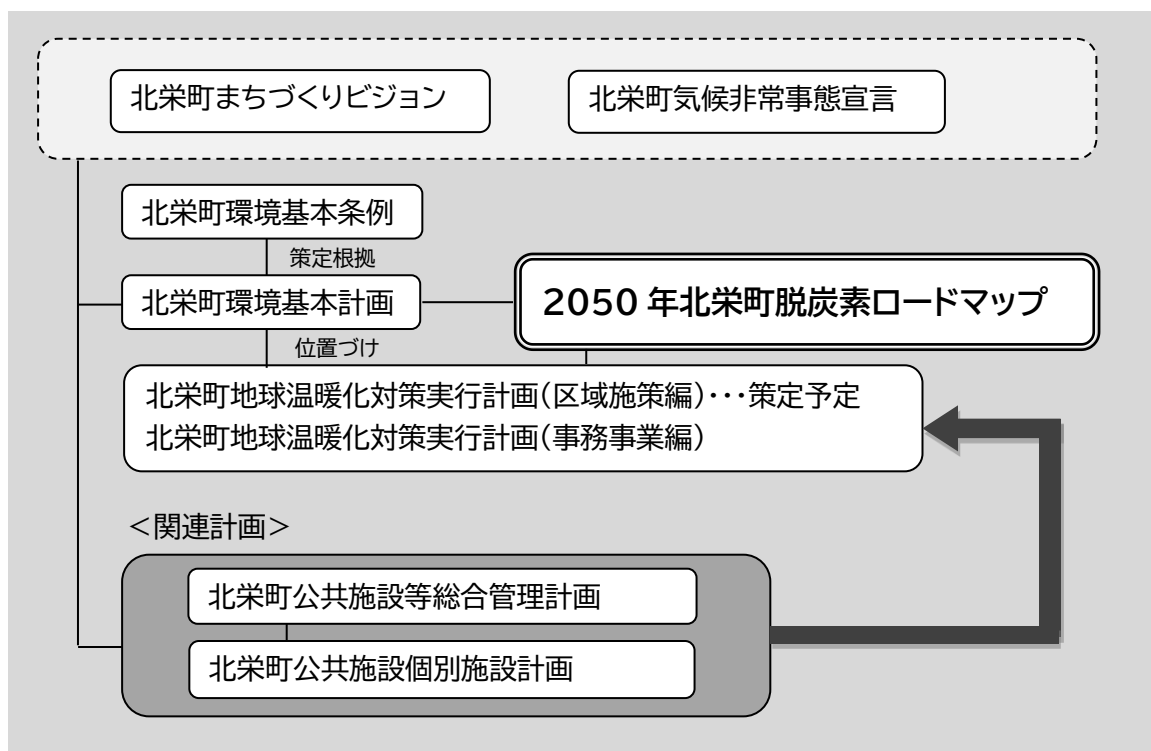 北栄町まちづくりビジョン
北栄町気候非常事態宣言
北栄町環境基本条例
策定根拠
北栄町環境基本計画
2050 年北栄町脱炭素ロードマップ
位置づけ
北栄町地球温暖化対策実行計画(区域施策編)・・・策定予定
北栄町地球温暖化対策実行計画(事務事業編)
<関連計画>
北栄町公共施設等総合管理計画
北栄町公共施設個別施設計画